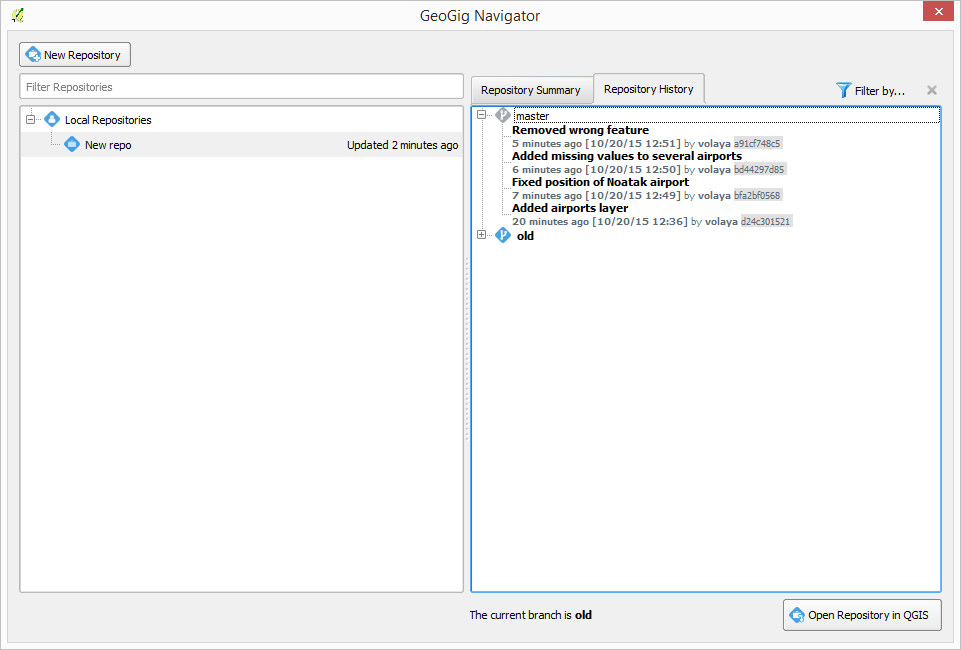 GeoGig Navigator
New Repository
Filter Repositories
Repository Summary
Repository History
Filter by...
Local Repositories
New repo
Updated 2 minutes ago
master
Removed wrong feature
5 minutes ago [10/20/15 12:51] by volaya a91cf748c5
Added missing values to several airports
6 minutes ago [10/20/15 12:50] by volaya bd44297d85
Fixed position of Noatak airport
7 minutes ago [10/20/15 12:49] by volaya bfa2bf0568
Added airports layer
20 minutes ago [10/20/15 12:36] by volaya d24c301521
old
The current branch is old
Open Repository in QGIS